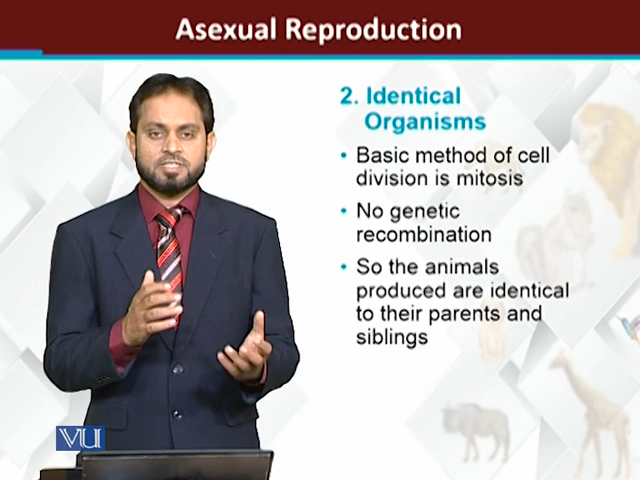 Asexual Reproduction
2. Identical
Organisms
• Basic method of cell
division is mitosis
• No genetic
recombination
• So the animals
produced are identical
to their parents and
siblings
VU